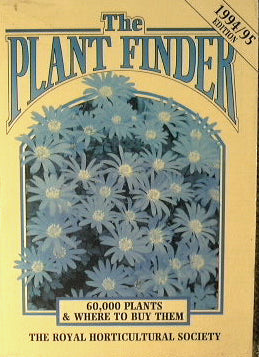 The
PLANT FINDER
1994/95
EDITION
60,000 PLANTS
& WHERE TO BUY THEM
THE ROYAL HORTICULTURAL SOCIETY